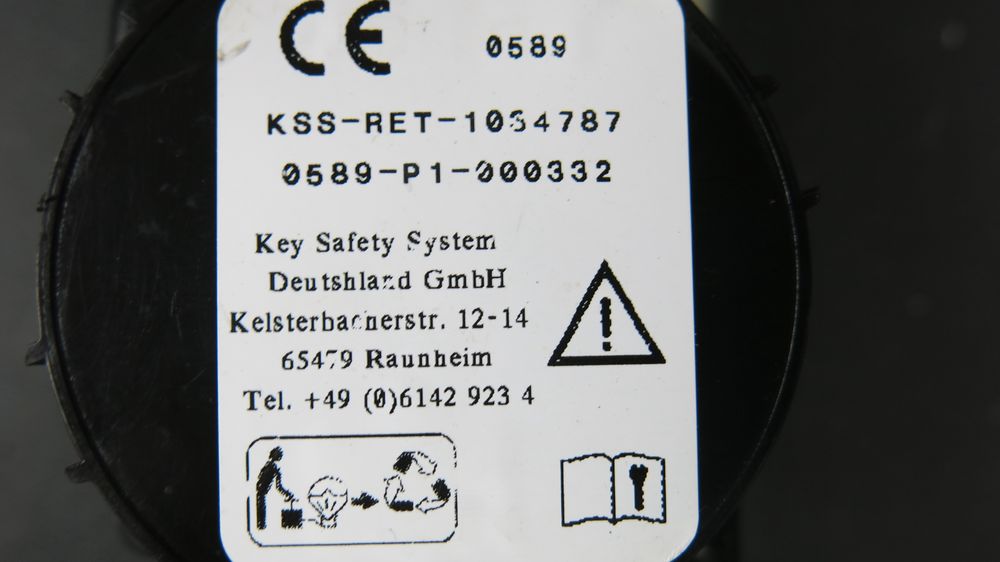 CE 0589
KSS-RET-1034787
0589-P1-000332
Key Safety System
Deutshland GmbH
Kelsterbacherstr. 12-14
65479 Raunheim
Tel. +49 (0)6142 923 4